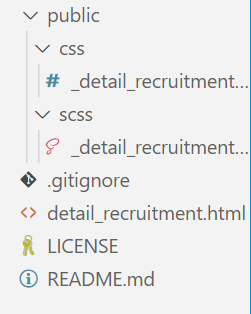 public
css
_detail_recruitment...
scss
_detail_recruitment...
.gitignore
detail_recruitment.html
LICENSE
README.md